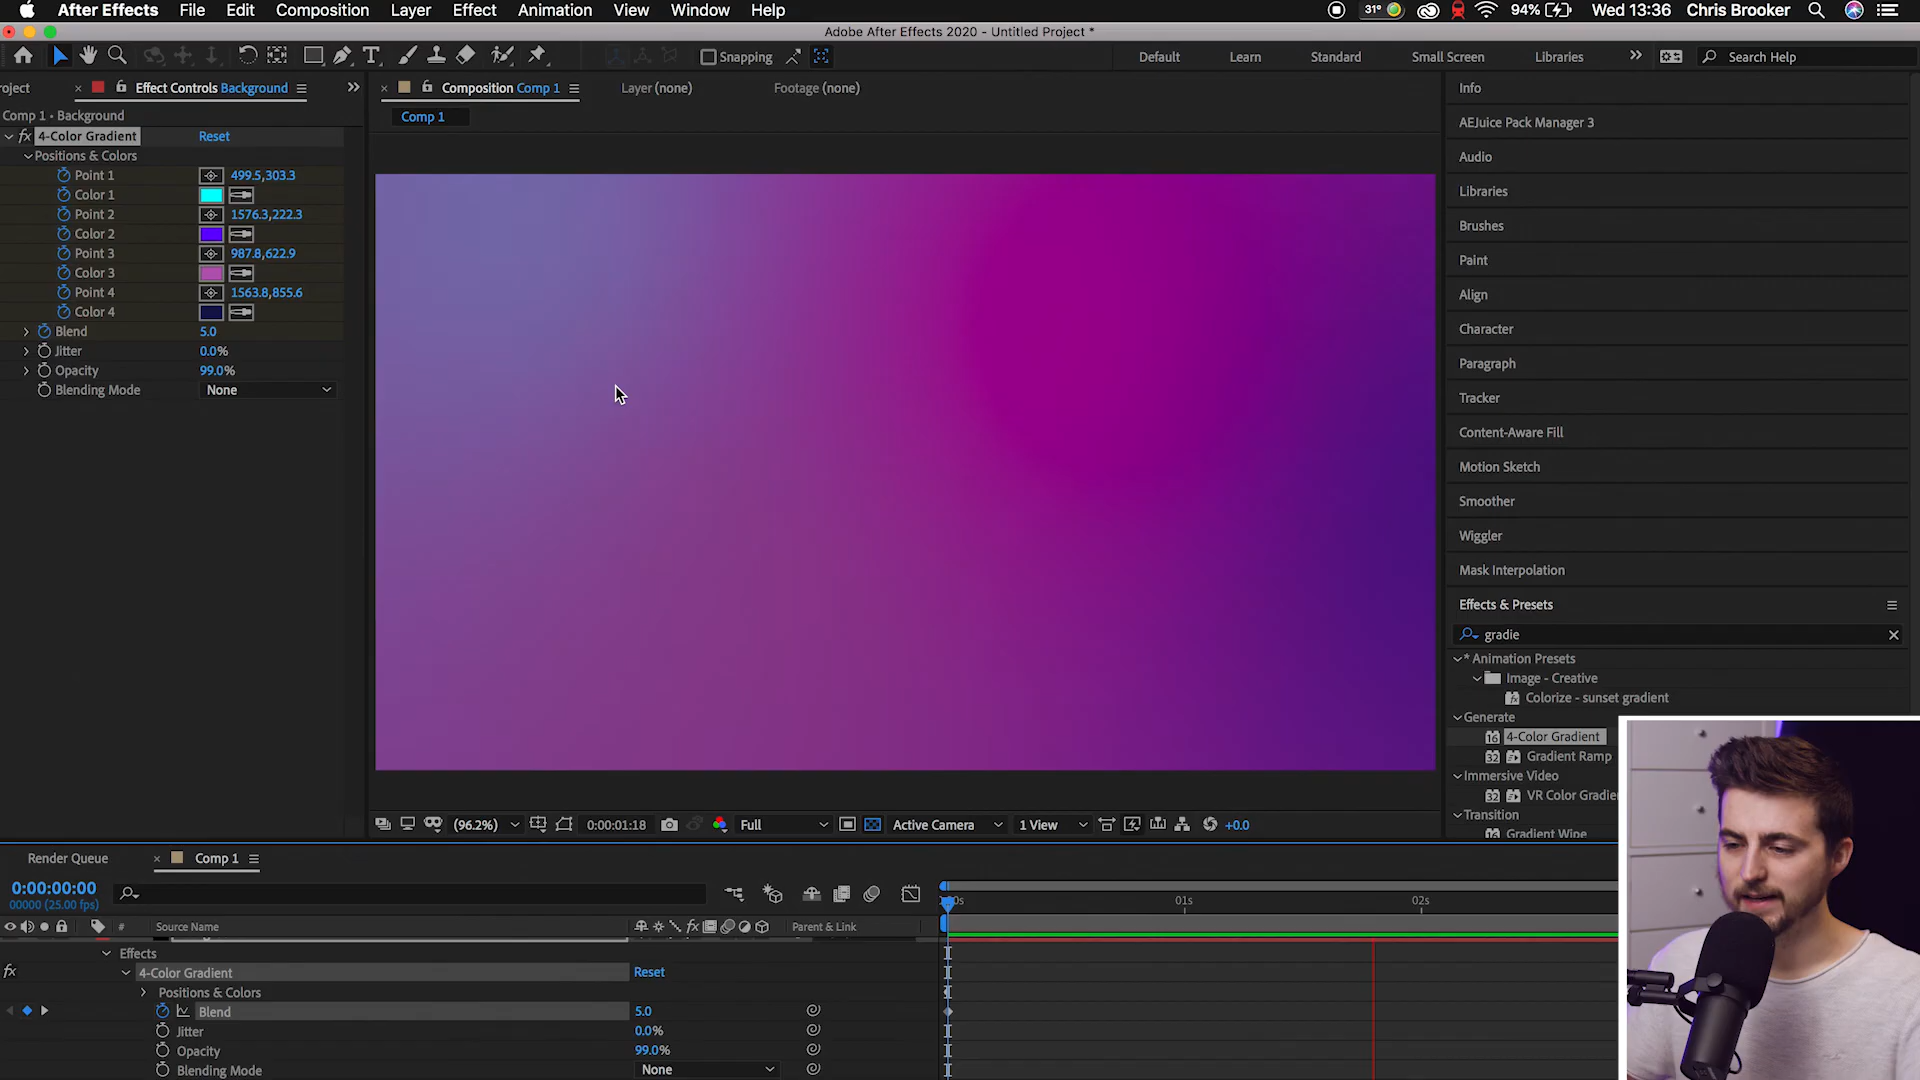 After Effects File Edit Composition Layer Effect Animation View Window Help 31° 94% Wed 13:36 Chris Brooker
Adobe After Effects 2020 - Untitled Project *
Snapping Default Learn Standard Small Screen Libraries Search Help
roject Effect Controls Background Composition Comp 1 Layer (none) Footage (none) Info
Comp 1 • Background Comp 1 AEJuice Pack Manager 3
fx 4-Color Gradient Reset
Positions & Colors Audio
Point 1 499.5,303.3
Color 1 Libraries
Point 2 1576.3,222.3 Brushes
Color 2
Point 3 987.8,622.9 Paint
Color 3
Point 4 1563.8,855.6 Align
Color 4
Blend 5.0 Character
Jitter 0.0%
Opacity 99.0% Paragraph
Blending Mode None Tracker
Content-Aware Fill
Motion Sketch
Smoother
Wiggler
Mask Interpolation
Effects & Presets
gradie
* Animation Presets
Image - Creative
Colorize - sunset gradient
Generate
16 4-Color Gradient
32 Gradient Ramp
Immersive Video
32 VR Color Gradie
Transition
(96.2%) 0:00:01:18 Full Active Camera 1 View +0.0 Gradient Wipe
Render Queue Comp 1
0:00:00:00
00000 (25.00 fps) :00s 01s 02s
# Source Name fx Parent & Link
Effects
fx 4-Color Gradient Reset
Positions & Colors
Blend 5.0
Jitter 0.0%
Opacity 99.0%
Blending Mode None